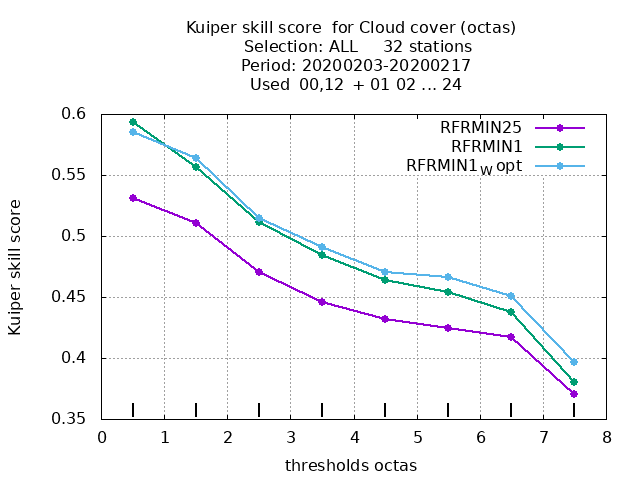 Kuiper skill score  for Cloud cover (octas)
Selection: ALL     32 stations
Period: 20200203-20200217
Used  00,12  + 01 02 ... 24
RFRMIN25
RFRMIN1
RFRMIN1W opt
0.6
0.55
0.5
0.45
0.4
0.35
Kuiper skill score
0 1 2 3 4 5 6 7 8
thresholds octas